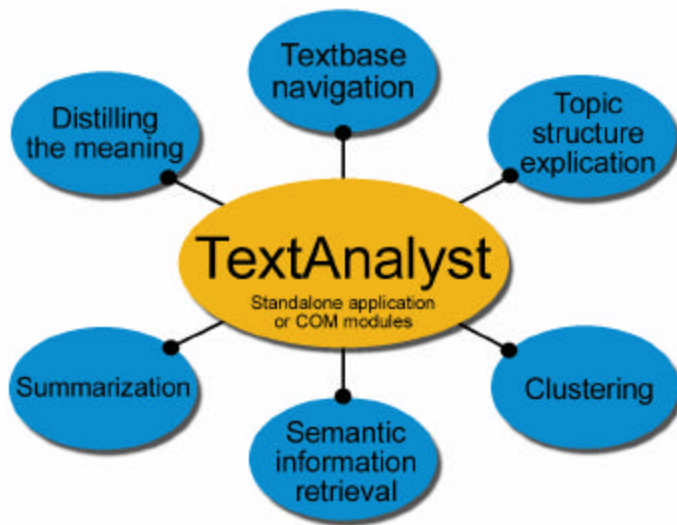 Textbase
navigation
Distilling
the meaning
Topic
structure
explication
TextAnalyst
Standalone application
or COM modules
Summarization
Clustering
Semantic
information
retrieval